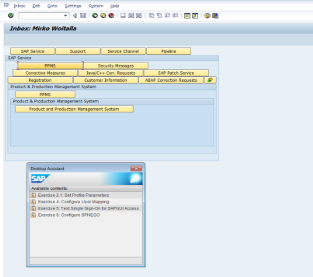 Inbox Edit Goto Settings System Help
Inbox: Mirko Woitalla
SAP Service Support Service Channel Pipeline
SAP Service
PPMS Security Messages
Corrective Measures Java/C++ Corr. Requests SAP Patch Service
Registration Customer Information ABAP Correction Requests
Product & Production Management System
PPMS
Product & Production Management System
Product and Production Management System
Desktop Assistant
SAP
Available contents:
Exercise 2.1: Set Profile Parameters
Exercise 4: Configure User Mapping
Exercise 5: Test Single Sign-On for SAPGUI Access
Exercise 6: Configure SPNEGO